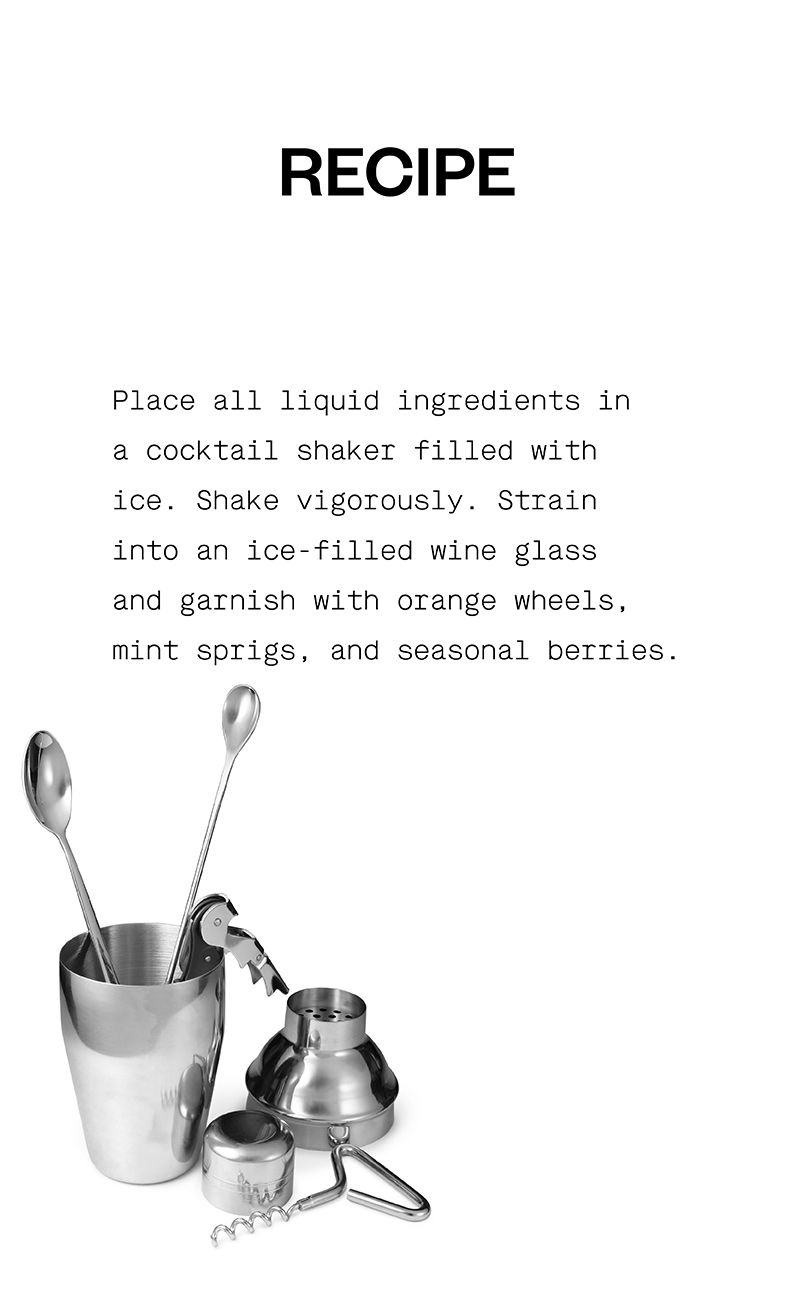 RECIPE
Place all liquid ingredients in
a cocktail shaker filled with
ice. Shake vigorously. Strain
into an ice-filled wine glass
and garnish with orange wheels,
mint sprigs, and seasonal berries.